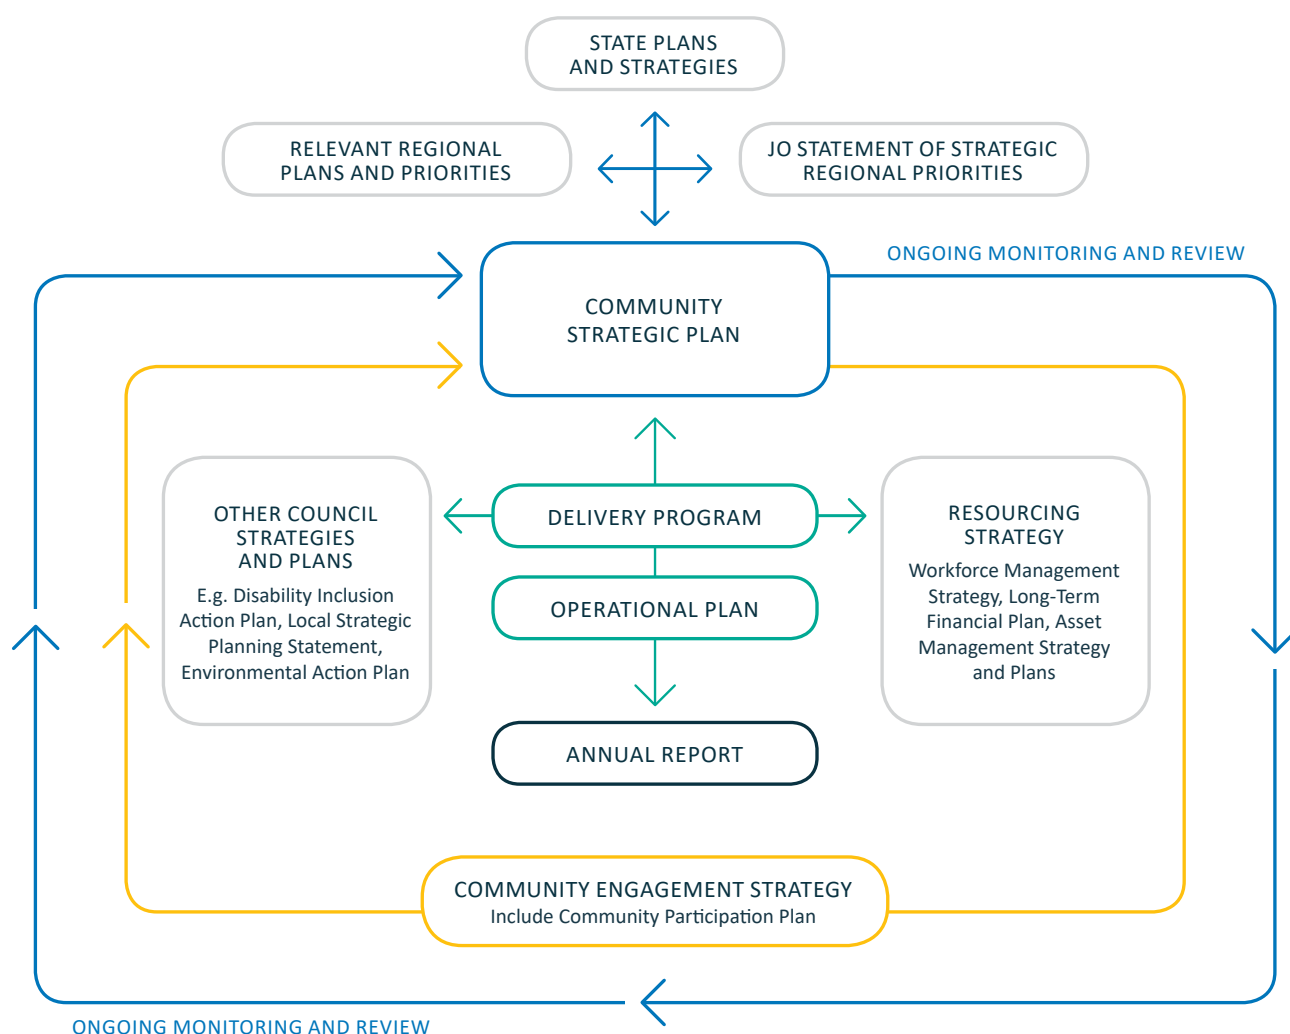 STATE PLANS
AND STRATEGIES
RELEVANT REGIONAL
PLANS AND PRIORITIES
JO STATEMENT OF STRATEGIC
REGIONAL PRIORITIES
ONGOING MONITORING AND REVIEW
COMMUNITY
STRATEGIC PLAN
OTHER COUNCIL
STRATEGIES
AND PLANS
E.g. Disability Inclusion
Action Plan, Local Strategic
Planning Statement,
Environmental Action Plan
DELIVERY PROGRAM
OPERATIONAL PLAN
ANNUAL REPORT
RESOURCING
STRATEGY
Workforce Management
Strategy, Long-Term
Financial Plan, Asset
Management Strategy
and Plans
COMMUNITY ENGAGEMENT STRATEGY
Include Community Participation Plan
ONGOING MONITORING AND REVIEW